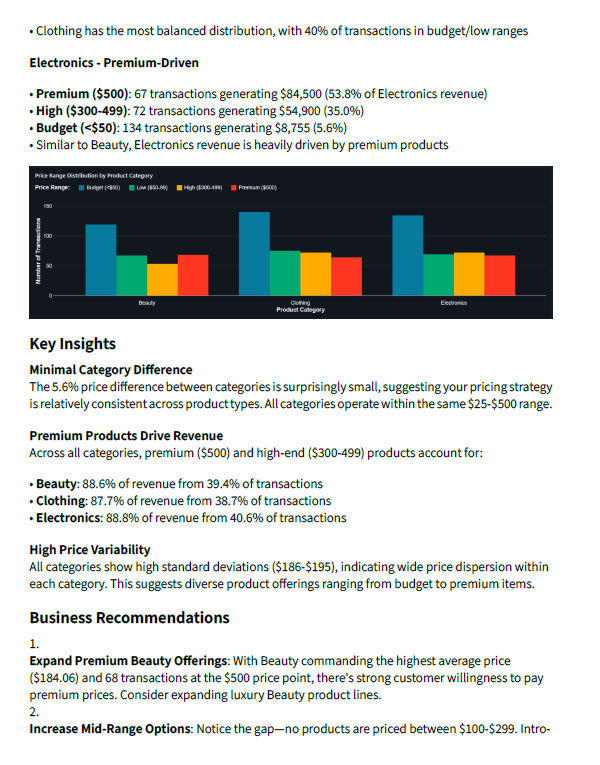 • Clothing has the most balanced distribution, with 40% of transactions in budget/low ranges
Electronics - Premium-Driven
• Premium ($500): 67 transactions generating $84,500 (53.8% of Electronics revenue)
• High ($300-499): 72 transactions generating $54,900 (35.0%)
• Budget (<$50): 134 transactions generating $8,755 (5.6%)
• Similar to Beauty, Electronics revenue is heavily driven by premium products
Price Range Distribution by Product Category
Price Range: Budget (<$50) Low ($50-99) High ($300-499) Premium ($500)
Number of Transactions
150
100
50
0
Beauty Clothing Electronics
Product Category
Key Insights
Minimal Category Difference
The 5.6% price difference between categories is surprisingly small, suggesting your pricing strategy
is relatively consistent across product types. All categories operate within the same $25-$500 range.
Premium Products Drive Revenue
Across all categories, premium ($500) and high-end ($300-499) products account for:
• Beauty: 88.6% of revenue from 39.4% of transactions
• Clothing: 87.7% of revenue from 38.7% of transactions
• Electronics: 88.8% of revenue from 40.6% of transactions
High Price Variability
All categories show high standard deviations ($186-$195), indicating wide price dispersion within
each category. This suggests diverse product offerings ranging from budget to premium items.
Business Recommendations
1.
Expand Premium Beauty Offerings: With Beauty commanding the highest average price
($184.06) and 68 transactions at the $500 price point, there's strong customer willingness to pay
premium prices. Consider expanding luxury Beauty product lines.
2.
Increase Mid-Range Options: Notice the gap—no products are priced between $100-$299. Intro-